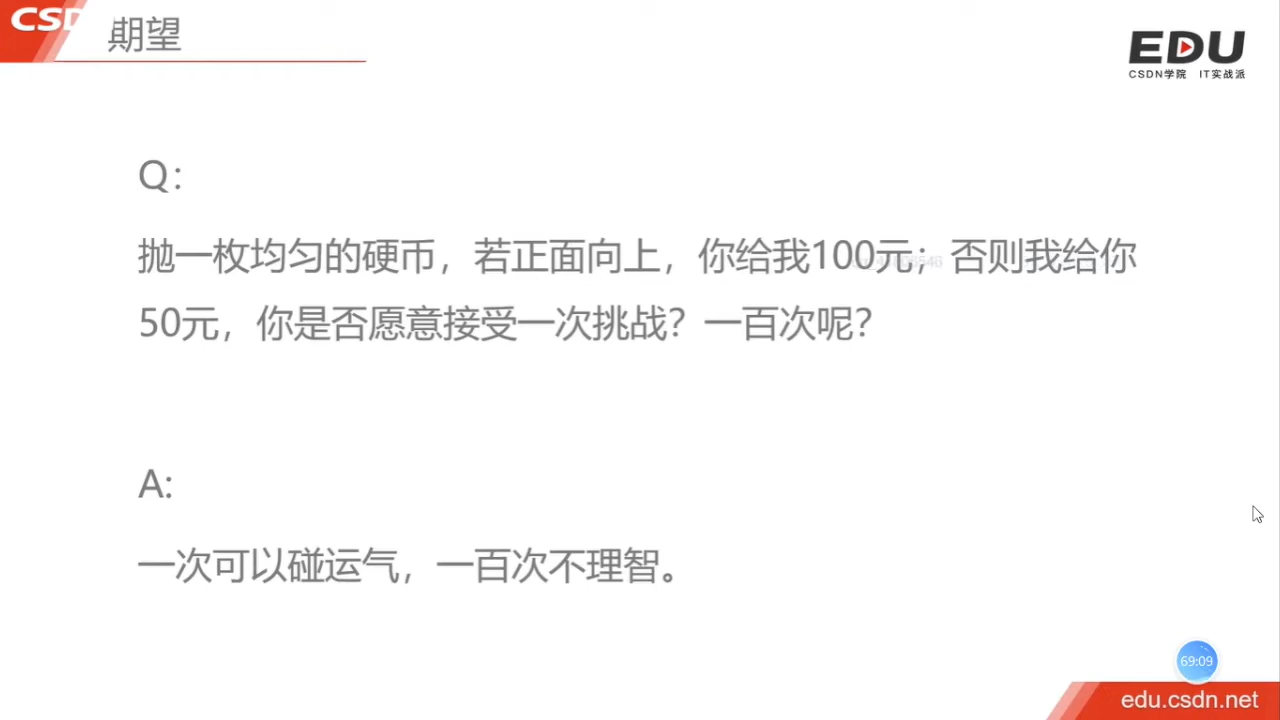 期望
EDU
CSDN学院 IT实战派
Q:
抛一枚均匀的硬币，若正面向上，你给我100元；否则我给你
50元，你是否愿意接受一次挑战？一百次呢？
A:
一次可以碰运气，一百次不理智。
69:09
edu.csdn.net